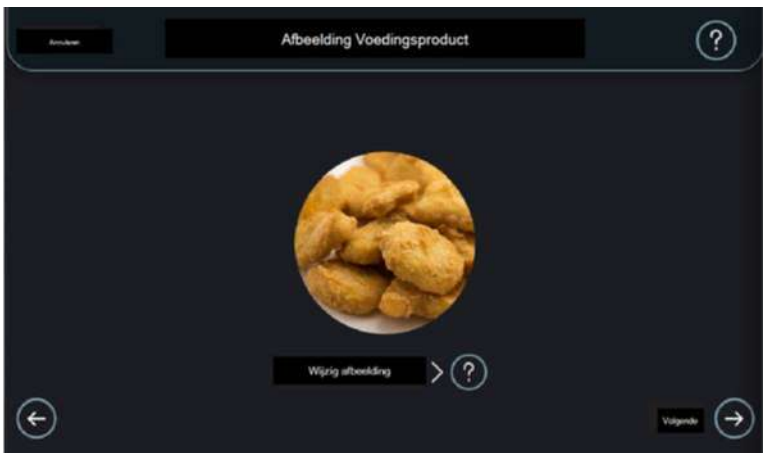 Annuleren
Afbeelding Voedingsproduct
?
Wijzig afbeelding > ?
Volgende